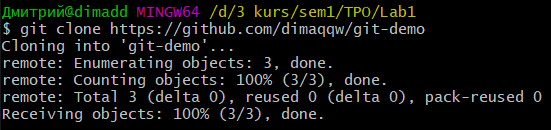 Дмитрий@dimadd MINGW64 /d/3 kurs/sem1/TPO/Lab1
$ git clone https://github.com/dimaqqw/git-demo
Cloning into 'git-demo'...
remote: Enumerating objects: 3, done.
remote: Counting objects: 100% (3/3), done.
remote: Total 3 (delta 0), reused 0 (delta 0), pack-reused 0
Receiving objects: 100% (3/3), done.